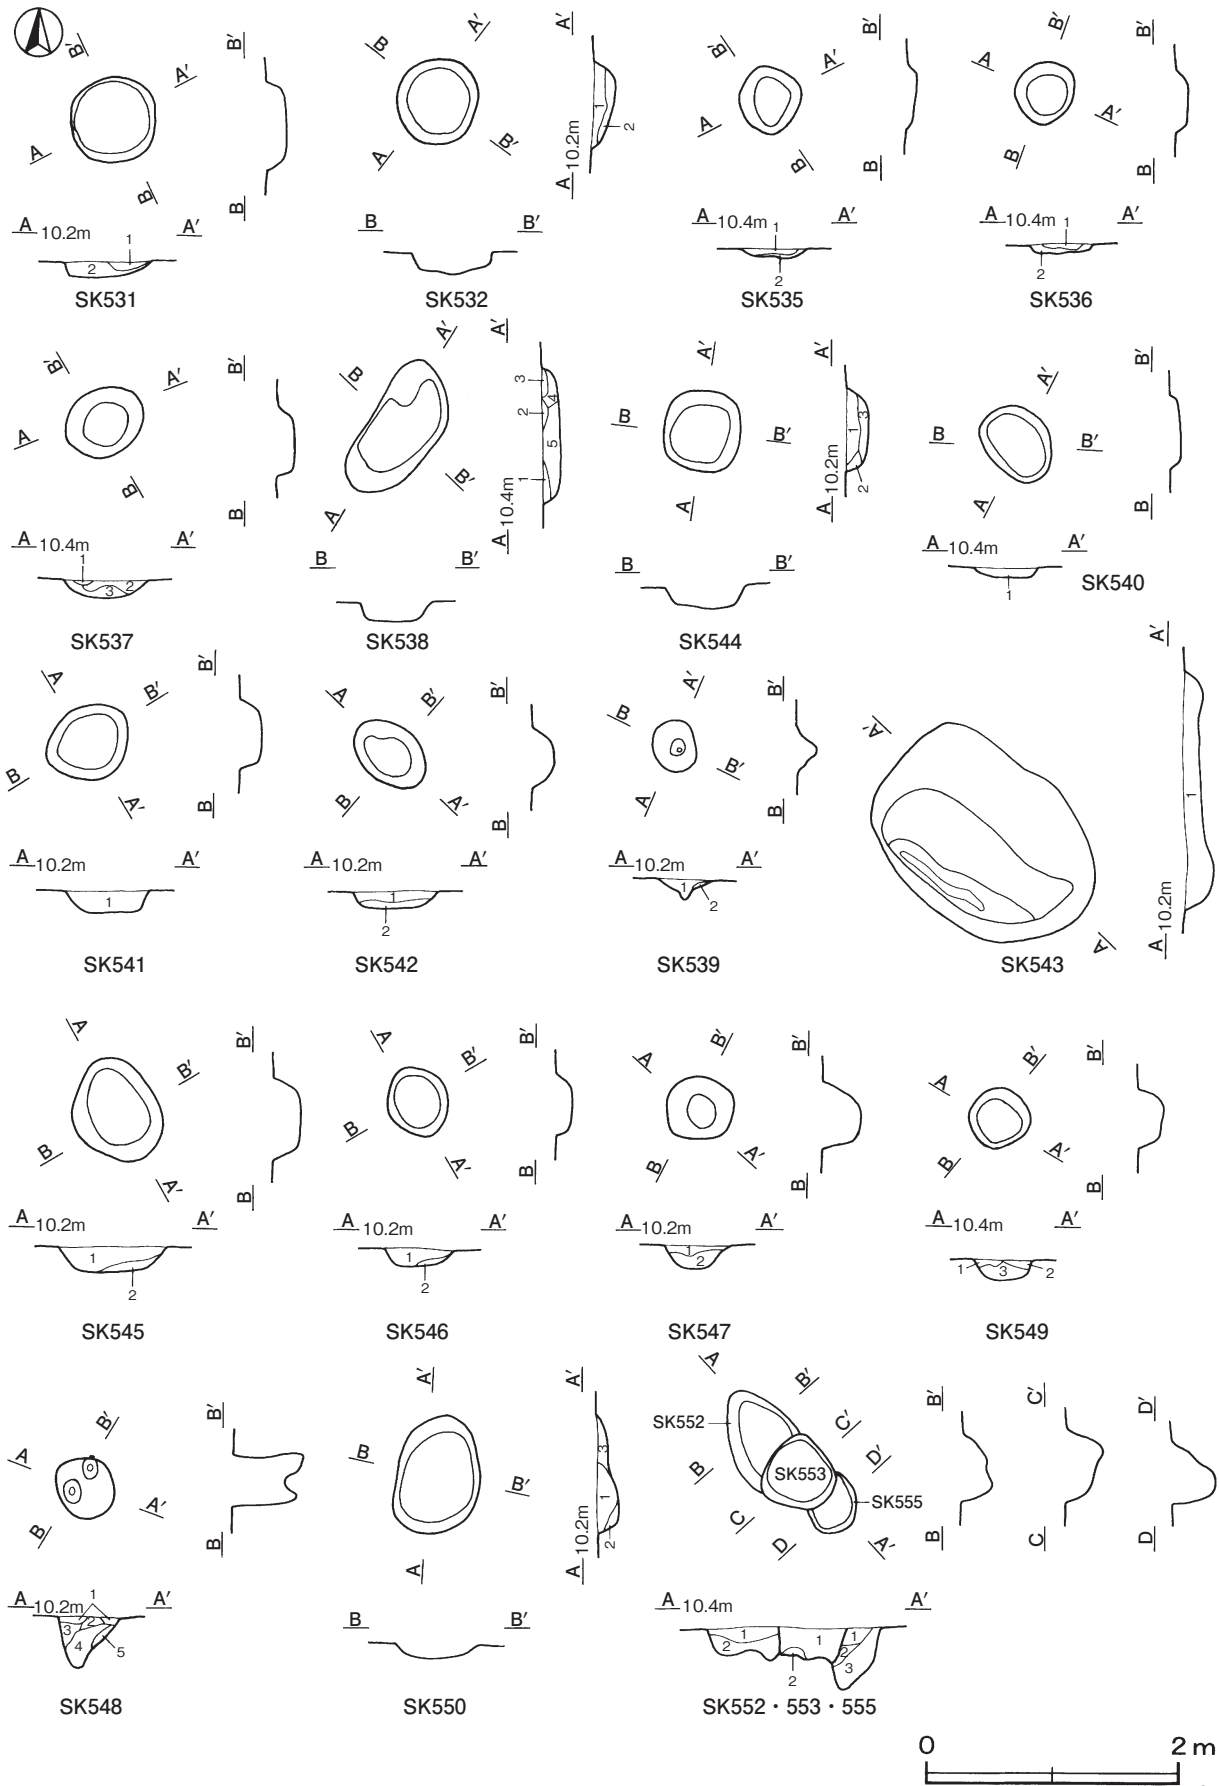 B′ A′ A B B B′
A 10.2m A′
1 2
SK531
B A′ A B′
A 10.2m A′
1 2
B B′
SK532
B′ A′ A B B B′
A 10.4m A′
1 2
SK535
A B′ A′ B B B′
A 10.4m A′
1 2
SK536
B′ A′ A B B B′
A 10.4m A′
1 3 2
SK537
B A′ A B′
A 10.4m A′
3 4 2 5 1
B B′
SK538
A′ B B′ A
A 10.2m A′
3 1 2
B B′
SK544
A′ B B′ A B B′
A 10.4m A′
1
SK540
A B′ B A′ B B′
A 10.2m A′
1
SK541
A B′ B A′ B B′
A 10.2m A′
1 2
SK542
A′ B B′ A B B′
A 10.2m A′
1 2
SK539
A′ A
A 10.2m A′
1
SK543
A B′ B A′ B B′
A 10.2m A′
1 2
SK545
A B′ B A′ B B′
A 10.2m A′
1 2
SK546
A B′ B A′ B B′
A 10.2m A′
1 2
SK547
A B′ B A′ B B′
A 10.4m A′
1 3 2
SK549
B′ A A′ B B B′
A 10.2m A′
1 2 3 4 5
SK548
A′ B B′ A
A 10.2m A′
3 1 2
B B′
SK550
A B′ C′ D′
SK552
SK553
SK555
B C D A′
B B′ C C′ D D′
A 10.4m A′
1 2 1 2 1 2 3
SK552・553・555
0 2 m